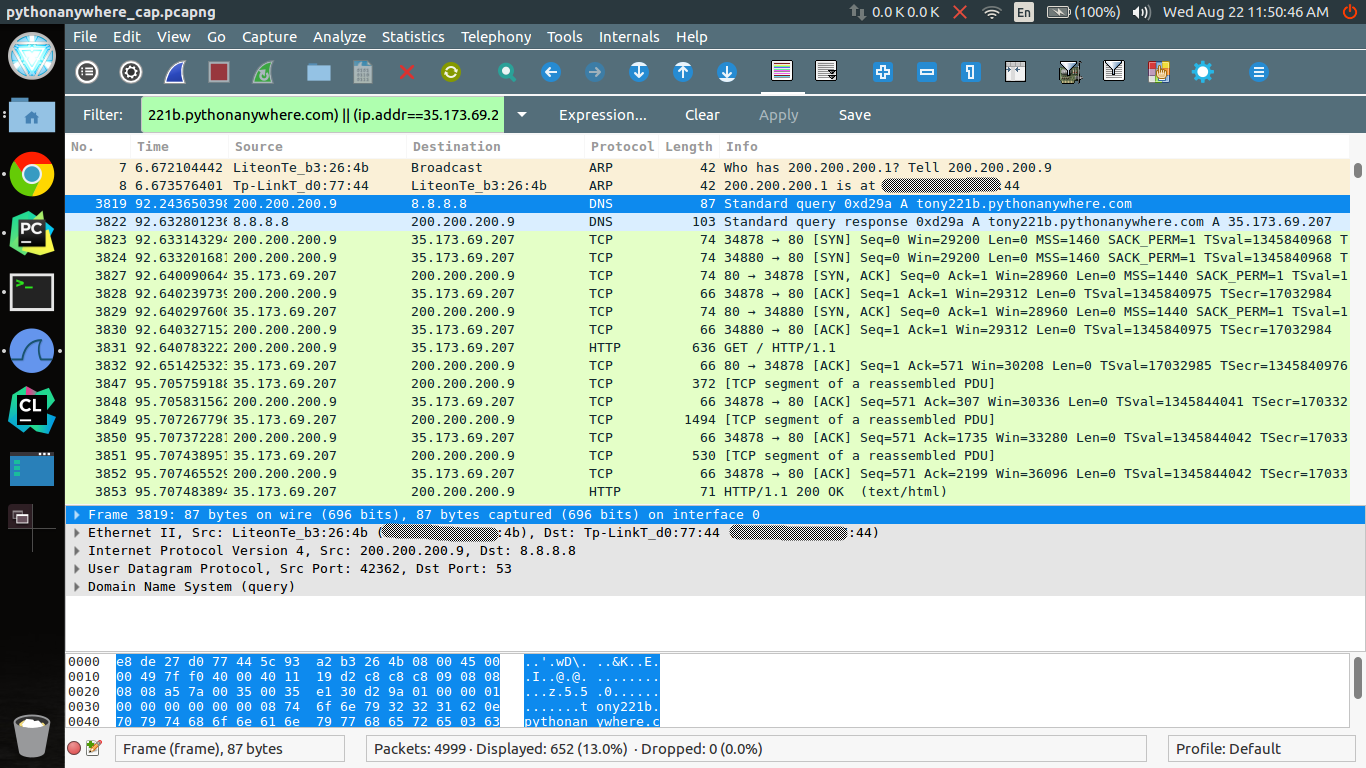 pythonanywhere_cap.pcapng 0.0 K 0.0 K En (100%) Wed Aug 22 11:50:46 AM
File Edit View Go Capture Analyze Statistics Telephony Tools Internals Help
Filter: 221b.pythonanywhere.com) || (ip.addr==35.173.69.2 Expression... Clear Apply Save
No. Time Source Destination Protocol Length Info
7 6.672104442 LiteonTe_b3:26:4b Broadcast ARP 42 Who has 200.200.200.1? Tell 200.200.200.9
8 6.673576401 Tp-LinkT_d0:77:44 LiteonTe_b3:26:4b ARP 42 200.200.200.1 is at :44
3819 92.243650398 200.200.200.9 8.8.8.8 DNS 87 Standard query 0xd29a A tony221b.pythonanywhere.com
3822 92.632801236 8.8.8.8 200.200.200.9 DNS 103 Standard query response 0xd29a A tony221b.pythonanywhere.com A 35.173.69.207
3823 92.633143294 200.200.200.9 35.173.69.207 TCP 74 34878 → 80 [SYN] Seq=0 Win=29200 Len=0 MSS=1460 SACK_PERM=1 TSval=1345840968 T
3824 92.633201681 200.200.200.9 35.173.69.207 TCP 74 34880 → 80 [SYN] Seq=0 Win=29200 Len=0 MSS=1460 SACK_PERM=1 TSval=1345840968 T
3827 92.640090644 35.173.69.207 200.200.200.9 TCP 74 80 → 34878 [SYN, ACK] Seq=0 Ack=1 Win=28960 Len=0 MSS=1440 SACK_PERM=1 TSval=1
3828 92.640239739 200.200.200.9 35.173.69.207 TCP 66 34878 → 80 [ACK] Seq=1 Ack=1 Win=29312 Len=0 TSval=1345840975 TSecr=17032984
3829 92.640297600 35.173.69.207 200.200.200.9 TCP 74 80 → 34880 [SYN, ACK] Seq=0 Ack=1 Win=28960 Len=0 MSS=1440 SACK_PERM=1 TSval=1
3830 92.640327152 200.200.200.9 35.173.69.207 TCP 66 34880 → 80 [ACK] Seq=1 Ack=1 Win=29312 Len=0 TSval=1345840975 TSecr=17032984
3831 92.640783222 200.200.200.9 35.173.69.207 HTTP 636 GET / HTTP/1.1
3832 92.651425323 35.173.69.207 200.200.200.9 TCP 66 80 → 34878 [ACK] Seq=1 Ack=571 Win=30208 Len=0 TSval=17032985 TSecr=1345840976
3847 95.705759188 35.173.69.207 200.200.200.9 TCP 372 [TCP segment of a reassembled PDU]
3848 95.705831562 200.200.200.9 35.173.69.207 TCP 66 34878 → 80 [ACK] Seq=571 Ack=307 Win=30336 Len=0 TSval=1345844041 TSecr=170332
3849 95.707267796 35.173.69.207 200.200.200.9 TCP 1494 [TCP segment of a reassembled PDU]
3850 95.707372281 200.200.200.9 35.173.69.207 TCP 66 34878 → 80 [ACK] Seq=571 Ack=1735 Win=33280 Len=0 TSval=1345844042 TSecr=17033
3851 95.707438951 35.173.69.207 200.200.200.9 TCP 530 [TCP segment of a reassembled PDU]
3852 95.707465529 200.200.200.9 35.173.69.207 TCP 66 34878 → 80 [ACK] Seq=571 Ack=2199 Win=36096 Len=0 TSval=1345844042 TSecr=17033
3853 95.707483894 35.173.69.207 200.200.200.9 HTTP 71 HTTP/1.1 200 OK (text/html)
Frame 3819: 87 bytes on wire (696 bits), 87 bytes captured (696 bits) on interface 0
Ethernet II, Src: LiteonTe_b3:26:4b ( :4b), Dst: Tp-LinkT_d0:77:44 :44)
Internet Protocol Version 4, Src: 200.200.200.9, Dst: 8.8.8.8
User Datagram Protocol, Src Port: 42362, Dst Port: 53
Domain Name System (query)
0000 e8 de 27 d0 77 44 5c 93 a2 b3 26 4b 08 00 45 00 ..'.wD\. ..&K..E.
0010 00 49 7f f0 40 00 40 11 19 d2 c8 c8 c8 09 08 08 .I..@.@. ........
0020 08 08 a5 7a 00 35 00 35 e1 30 d2 9a 01 00 00 01 ...z.5.5 .0......
0030 00 00 00 00 00 00 08 74 6f 6e 79 32 32 31 62 0e .......t ony221b.
0040 70 79 74 68 6f 6e 61 6e 79 77 68 65 72 65 03 63 pythonan ywhere.c
Frame (frame), 87 bytes Packets: 4999 · Displayed: 652 (13.0%) · Dropped: 0 (0.0%) Profile: Default
PC
>_
CL